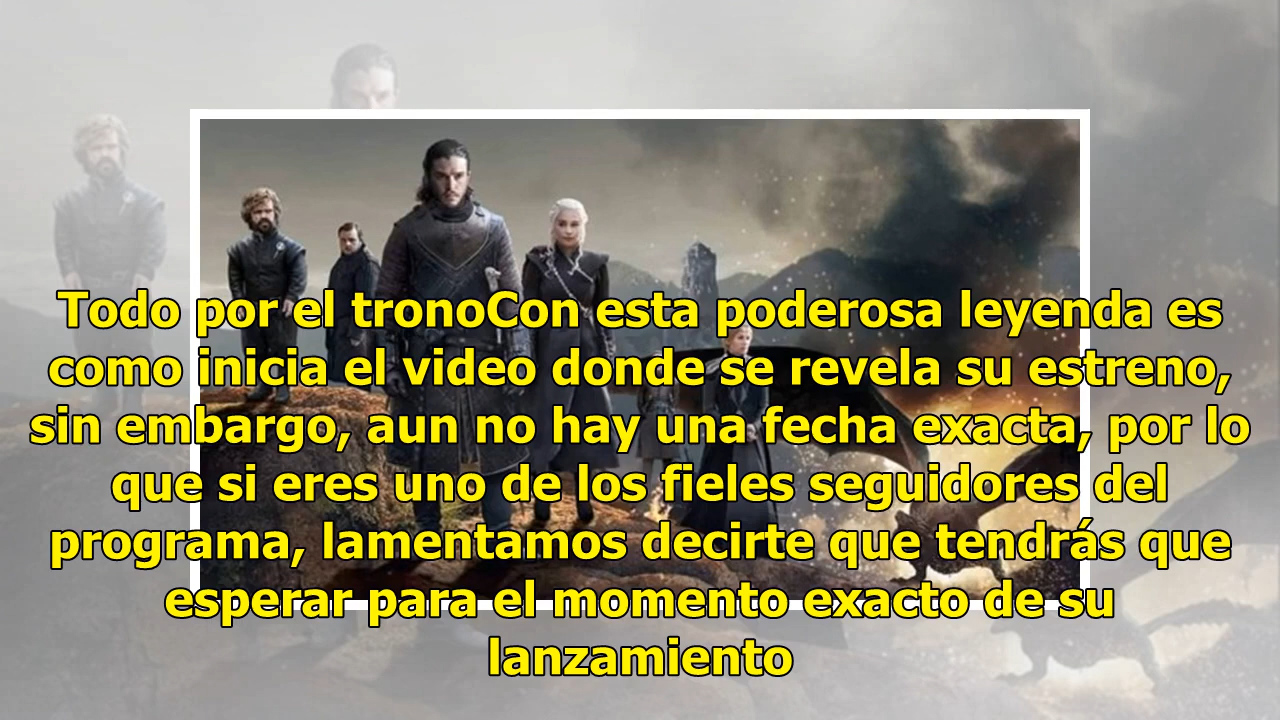 Todo por el tronoCon esta poderosa leyenda es
como inicia el video donde se revela su estreno,
sin embargo, aun no hay una fecha exacta, por lo
que si eres uno de los fieles seguidores del
programa, lamentamos decirte que tendrás que
esperar para el momento exacto de su
lanzamiento